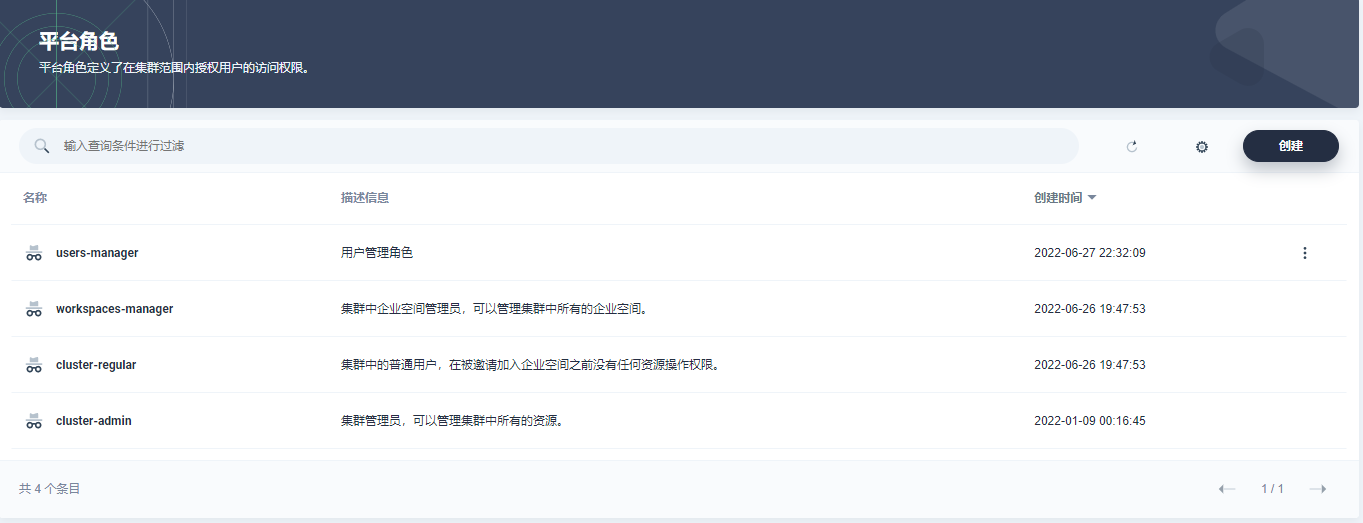 平台角色
平台角色定义了在集群范围内授权用户的访问权限。
输入查询条件进行过滤
创建
名称 描述信息 创建时间
users-manager 用户管理角色 2022-06-27 22:32:09
workspaces-manager 集群中企业空间管理员，可以管理集群中所有的企业空间。 2022-06-26 19:47:53
cluster-regular 集群中的普通用户，在被邀请加入企业空间之前没有任何资源操作权限。 2022-06-26 19:47:53
cluster-admin 集群管理员，可以管理集群中所有的资源。 2022-01-09 00:16:45
共 4 个条目 1 / 1